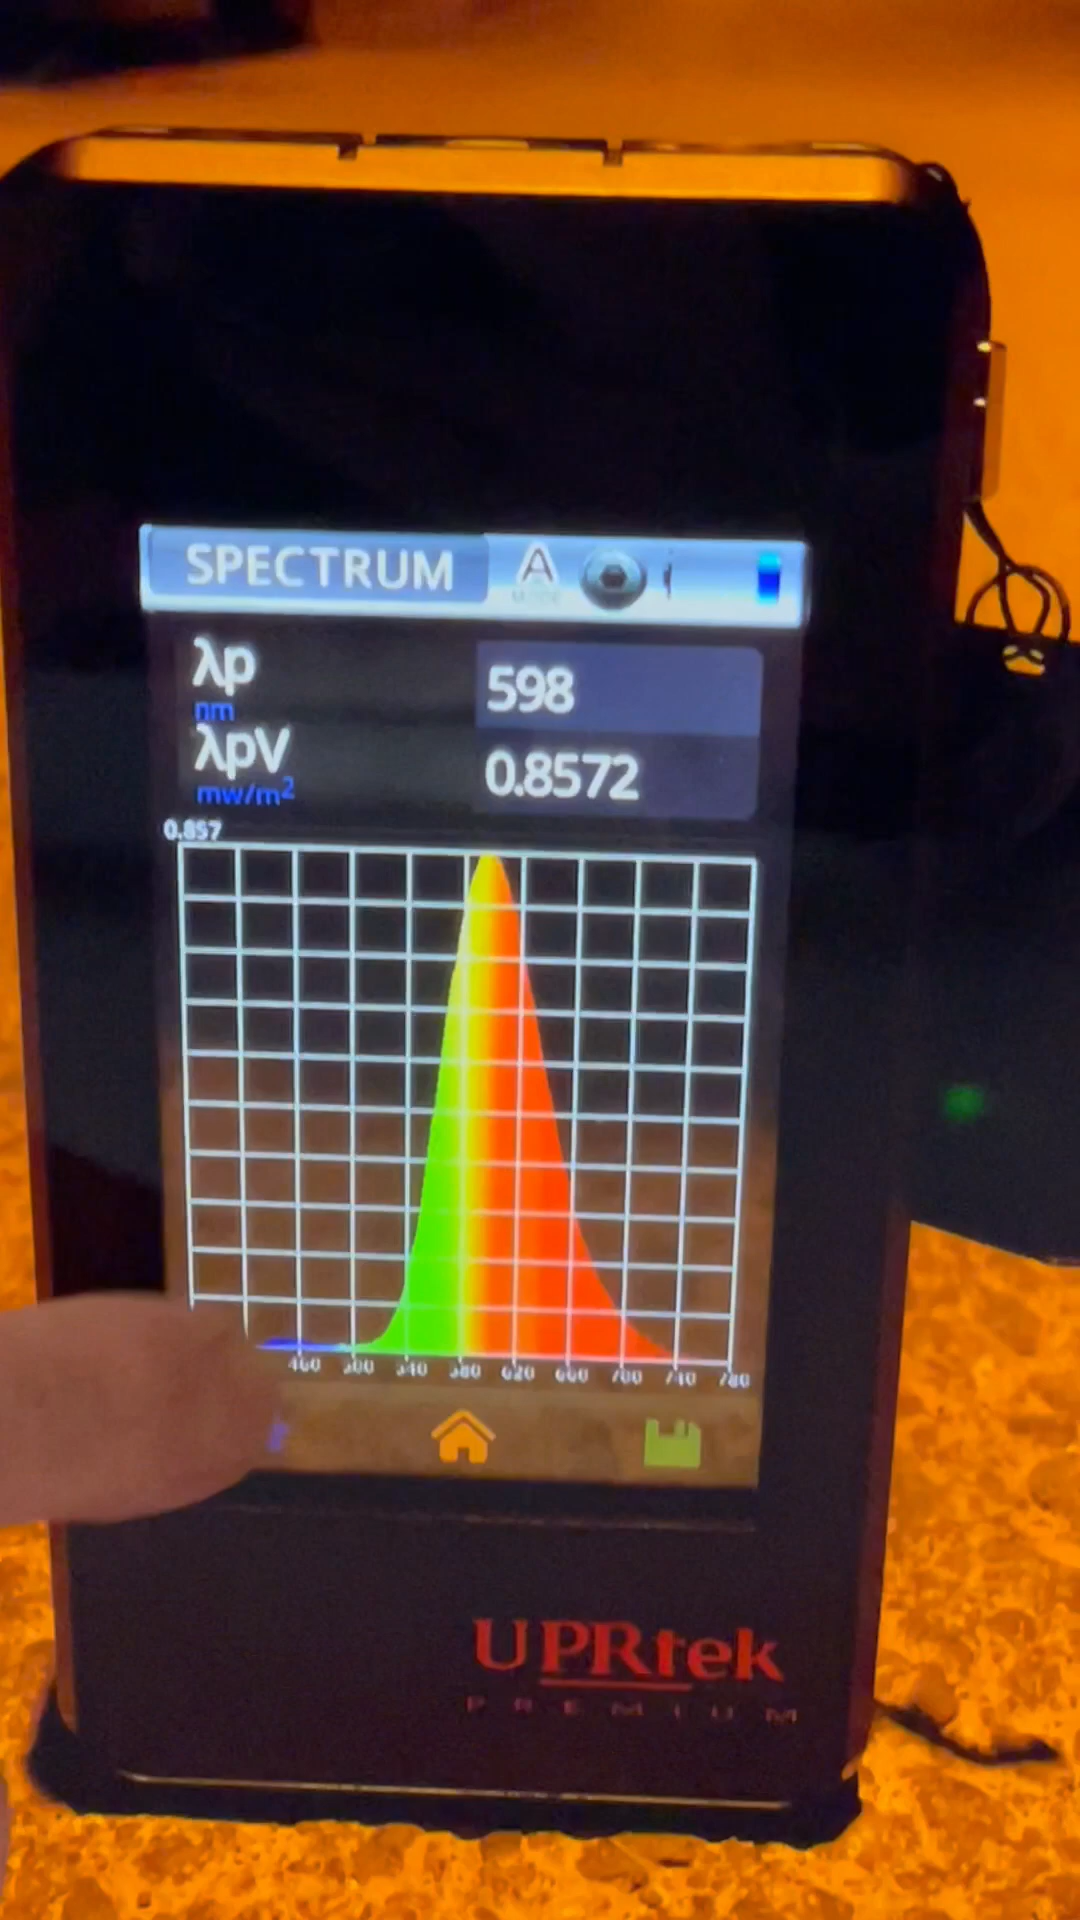 SPECTRUM A
MODE
λp 598
nm
λpV 0.8572
mw/m²
0.857
460 500 540 580 620 660 700 740 780
UPRtek
PREMIUM